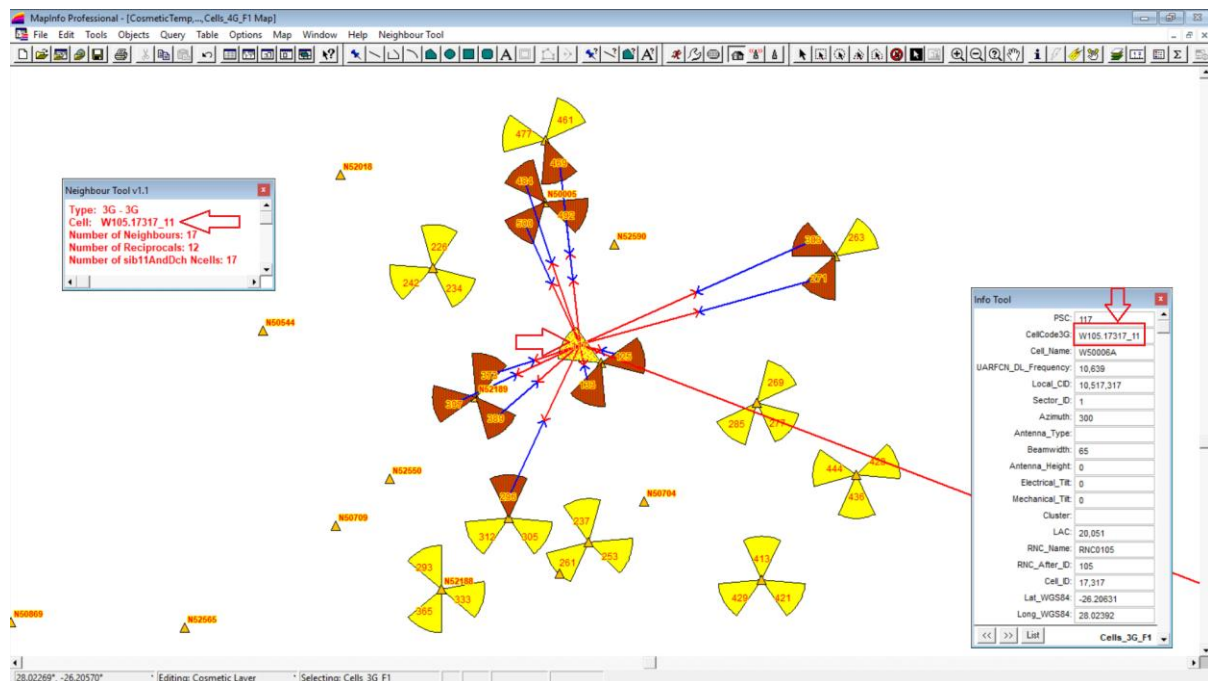 MapInfo Professional - [CosmeticTemp,...,Cells_4G_F1 Map]
File Edit Tools Objects Query Table Options Map Window Help Neighbour Tool
461
477
N52018
N50005
N52590
263
226
242
234
271
N50544
Neighbour Tool v1.1
Type: 3G - 3G
Cell: W105.17317_11
Number of Neighbours: 17
Number of Reciprocals: 12
Number of sib11AndDch Ncells: 17
N52189
269
285
277
444
436
N52550
N50704
N50709
312
305
237
261
253
413
429
421
293
N52188
333
365
N50869
N52565
Info Tool
PSC: 117
CellCode3G: W105.17317_11
Cell_Name: W50006A
UARFCN_DL_Frequency: 10,639
Local_CID: 10,517,317
Sector_ID: 1
Azimuth: 300
Antenna_Type:
Beamwidth: 65
Antenna_Height: 0
Electrical_Tilt: 0
Mechanical_Tilt: 0
Cluster:
LAC: 20,051
RNC_Name: RNC0105
RNC_After_ID: 105
Cell_ID: 17,317
Lat_WGS84: -26.20631
Long_WGS84: 28.02392
<< >> List Cells_3G_F1
28.02269°, -26.20570° Editing: Cosmetic Layer Selecting: Cells_3G_F1